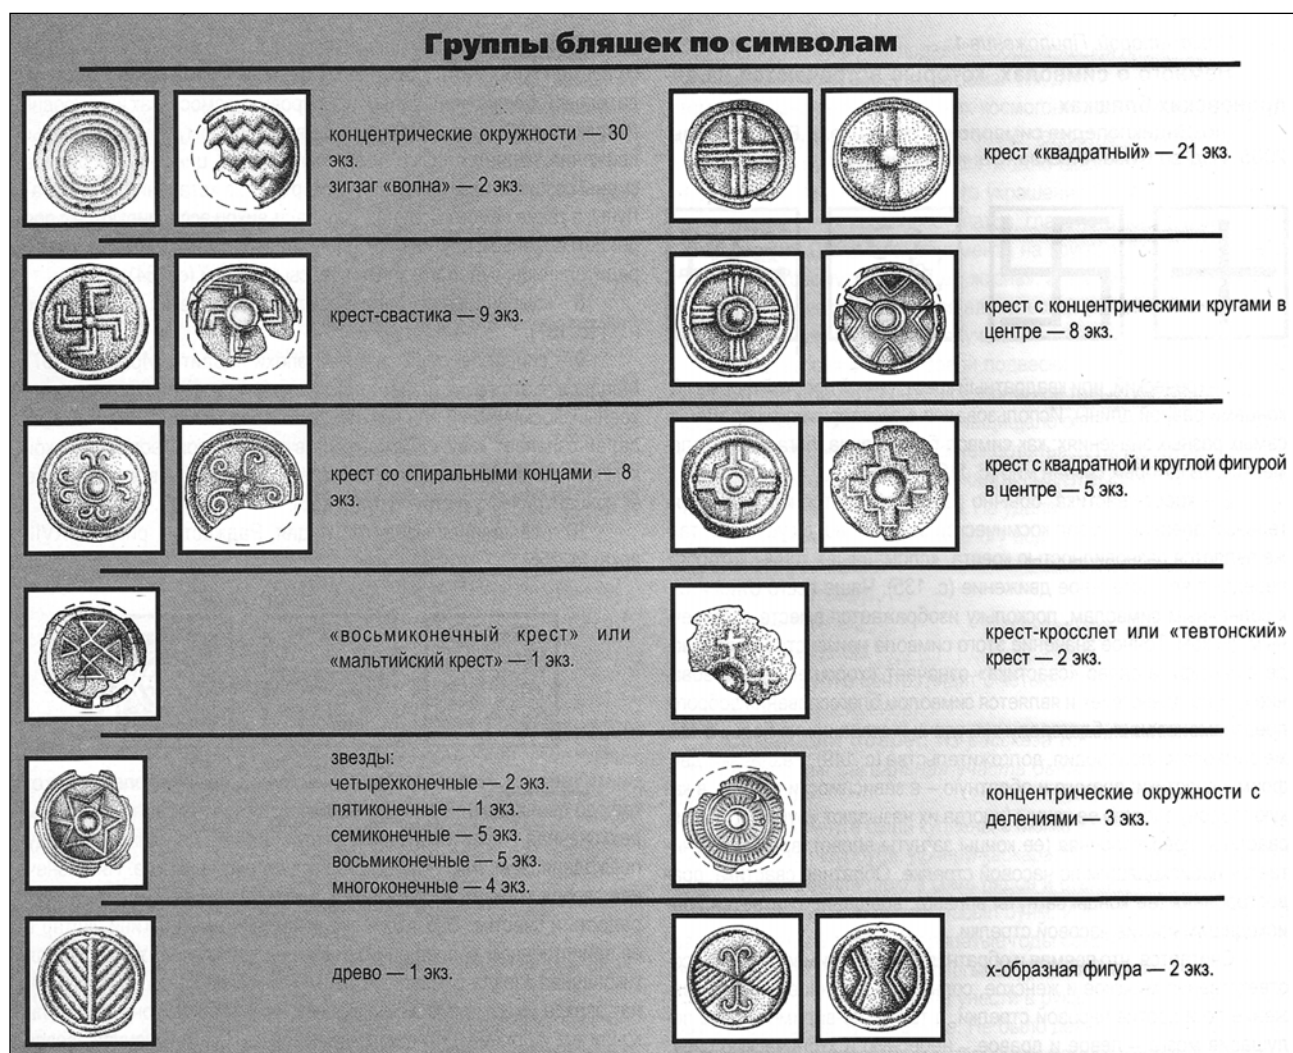 Группы бляшек по символам
концентрические окружности — 30
экз.
зигзаг «волна» — 2 экз.
крест «квадратный» — 21 экз.
крест-свастика — 9 экз.
крест с концентрическими кругами в
центре — 8 экз.
крест со спиральными концами — 8
экз.
крест с квадратной и круглой фигурой
в центре — 5 экз.
«восьмиконечный крест» или
«мальтийский крест» — 1 экз.
крест-кросслет или «тевтонский»
крест — 2 экз.
звезды:
четырехконечные — 2 экз.
пятиконечные — 1 экз.
семиконечные — 5 экз.
восьмиконечные — 5 экз.
многоконечные — 4 экз.
концентрические окружности с
делениями — 3 экз.
древо — 1 экз.
х-образная фигура — 2 экз.